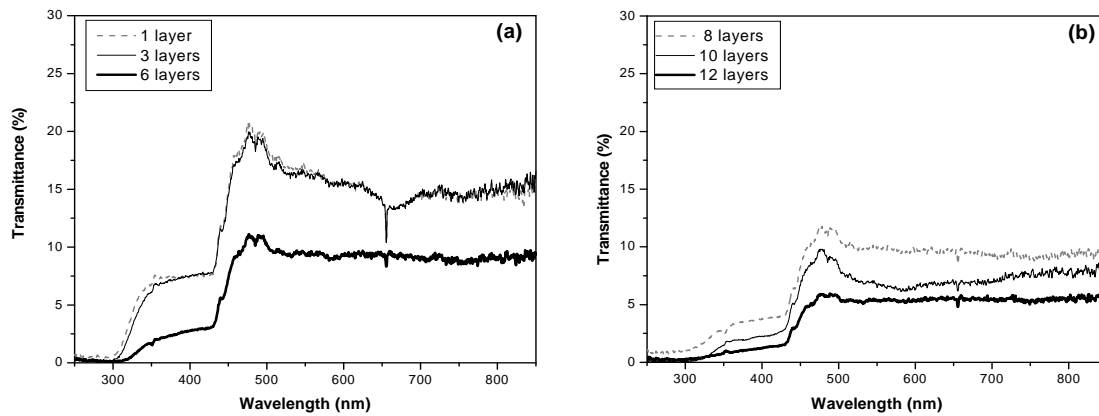 (a)
1 layer
3 layers
6 layers
30
25
20
15
10
5
0
Transmittance (%)
300 400 500 600 700 800
Wavelength (nm)
(b)
8 layers
10 layers
12 layers
30
25
20
15
10
5
0
Transmittance (%)
300 400 500 600 700 800
Wavelength (nm)